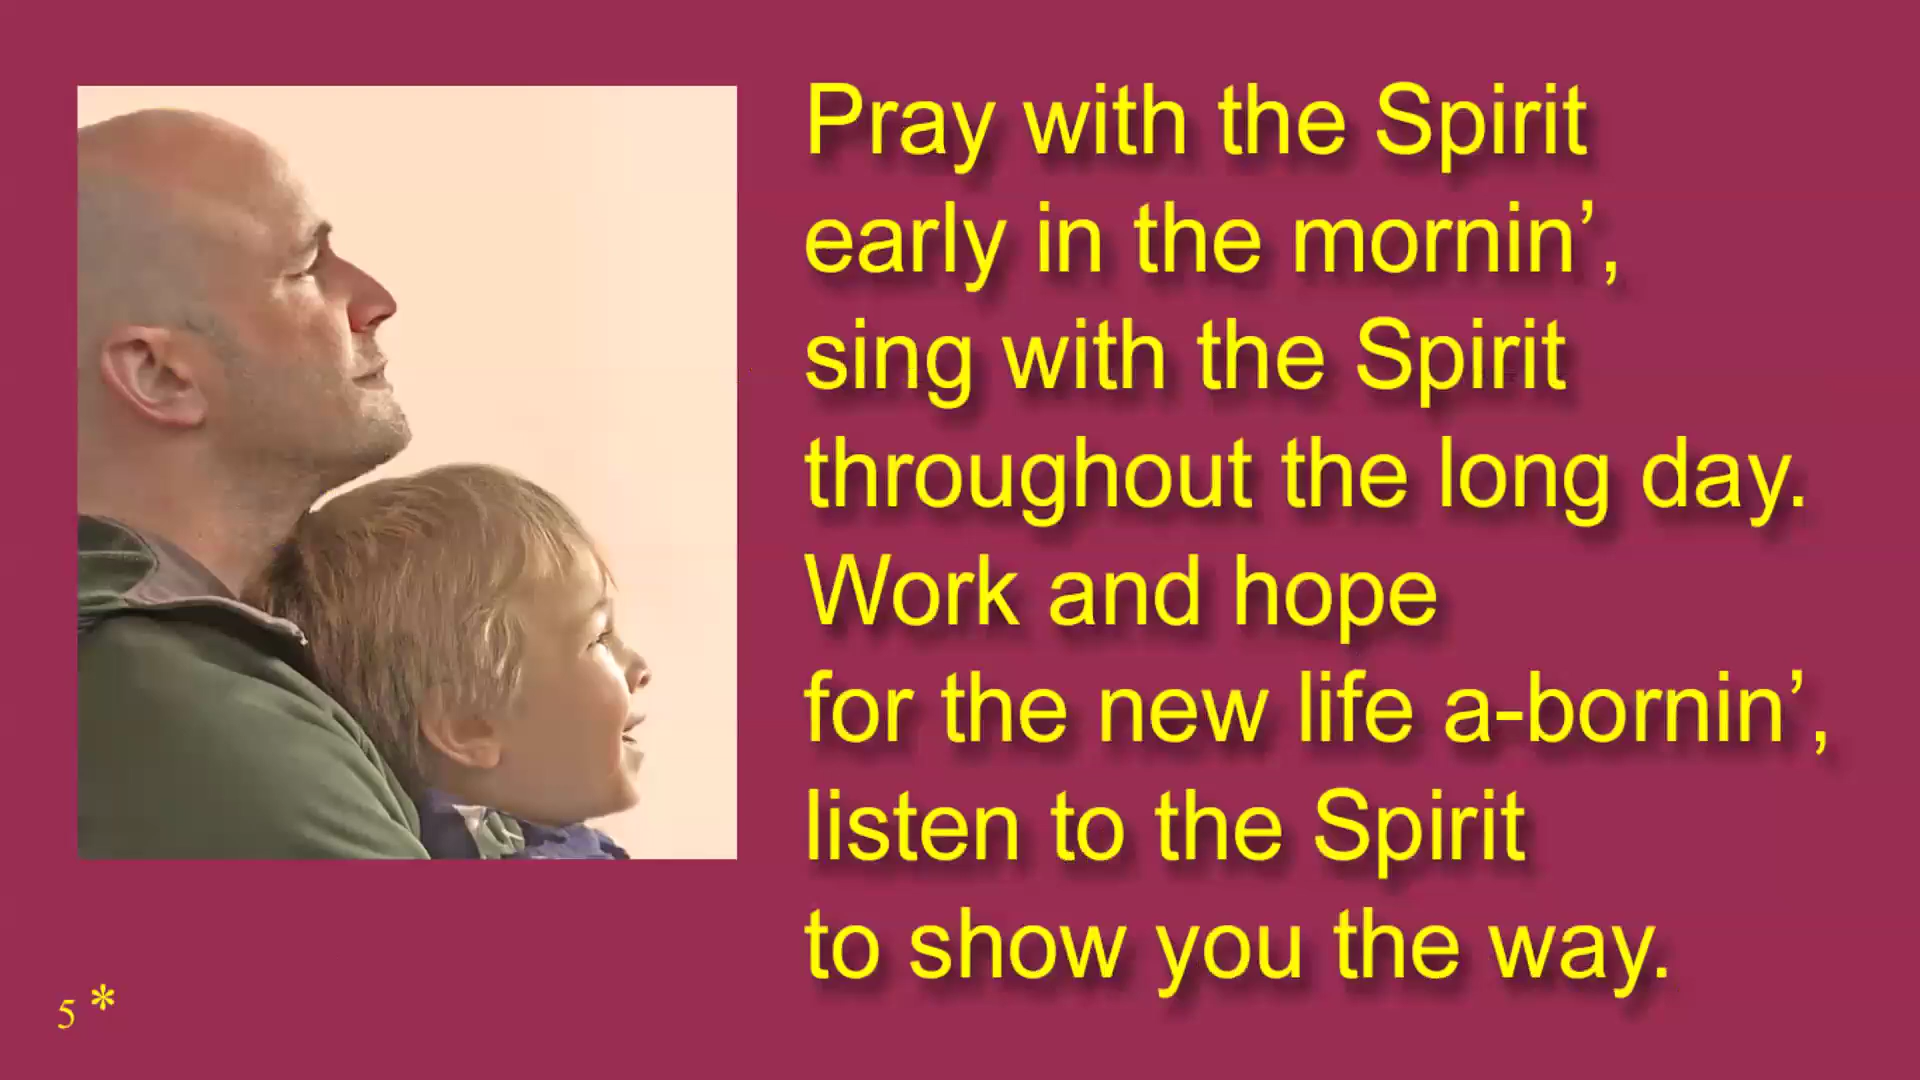 Pray with the Spirit
early in the mornin’,
sing with the Spirit
throughout the long day.
Work and hope
for the new life a-bornin’,
listen to the Spirit
to show you the way.
5 *